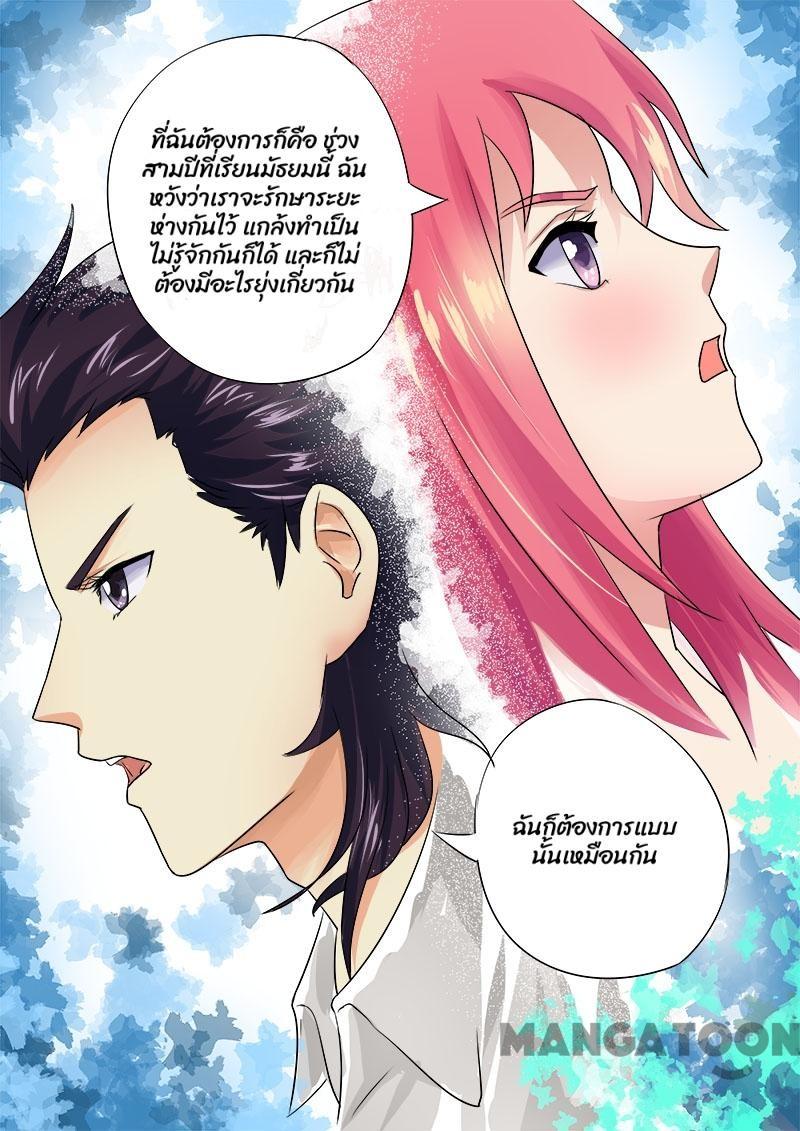 ที่ฉันต้องการก็คือ ช่วง
สามปีที่เรียนมัธยมนี้ ฉัน
หวังว่าเราจะรักษาระยะ
ห่างกันไว้ แกล้งทำเป็น
ไม่รู้จักกันก็ได้ และก็ไม่
ต้องมีอะไรยุ่งเกี่ยวกัน
ฉันก็ต้องการแบบ
นั้นเหมือนกัน
MANGATOON